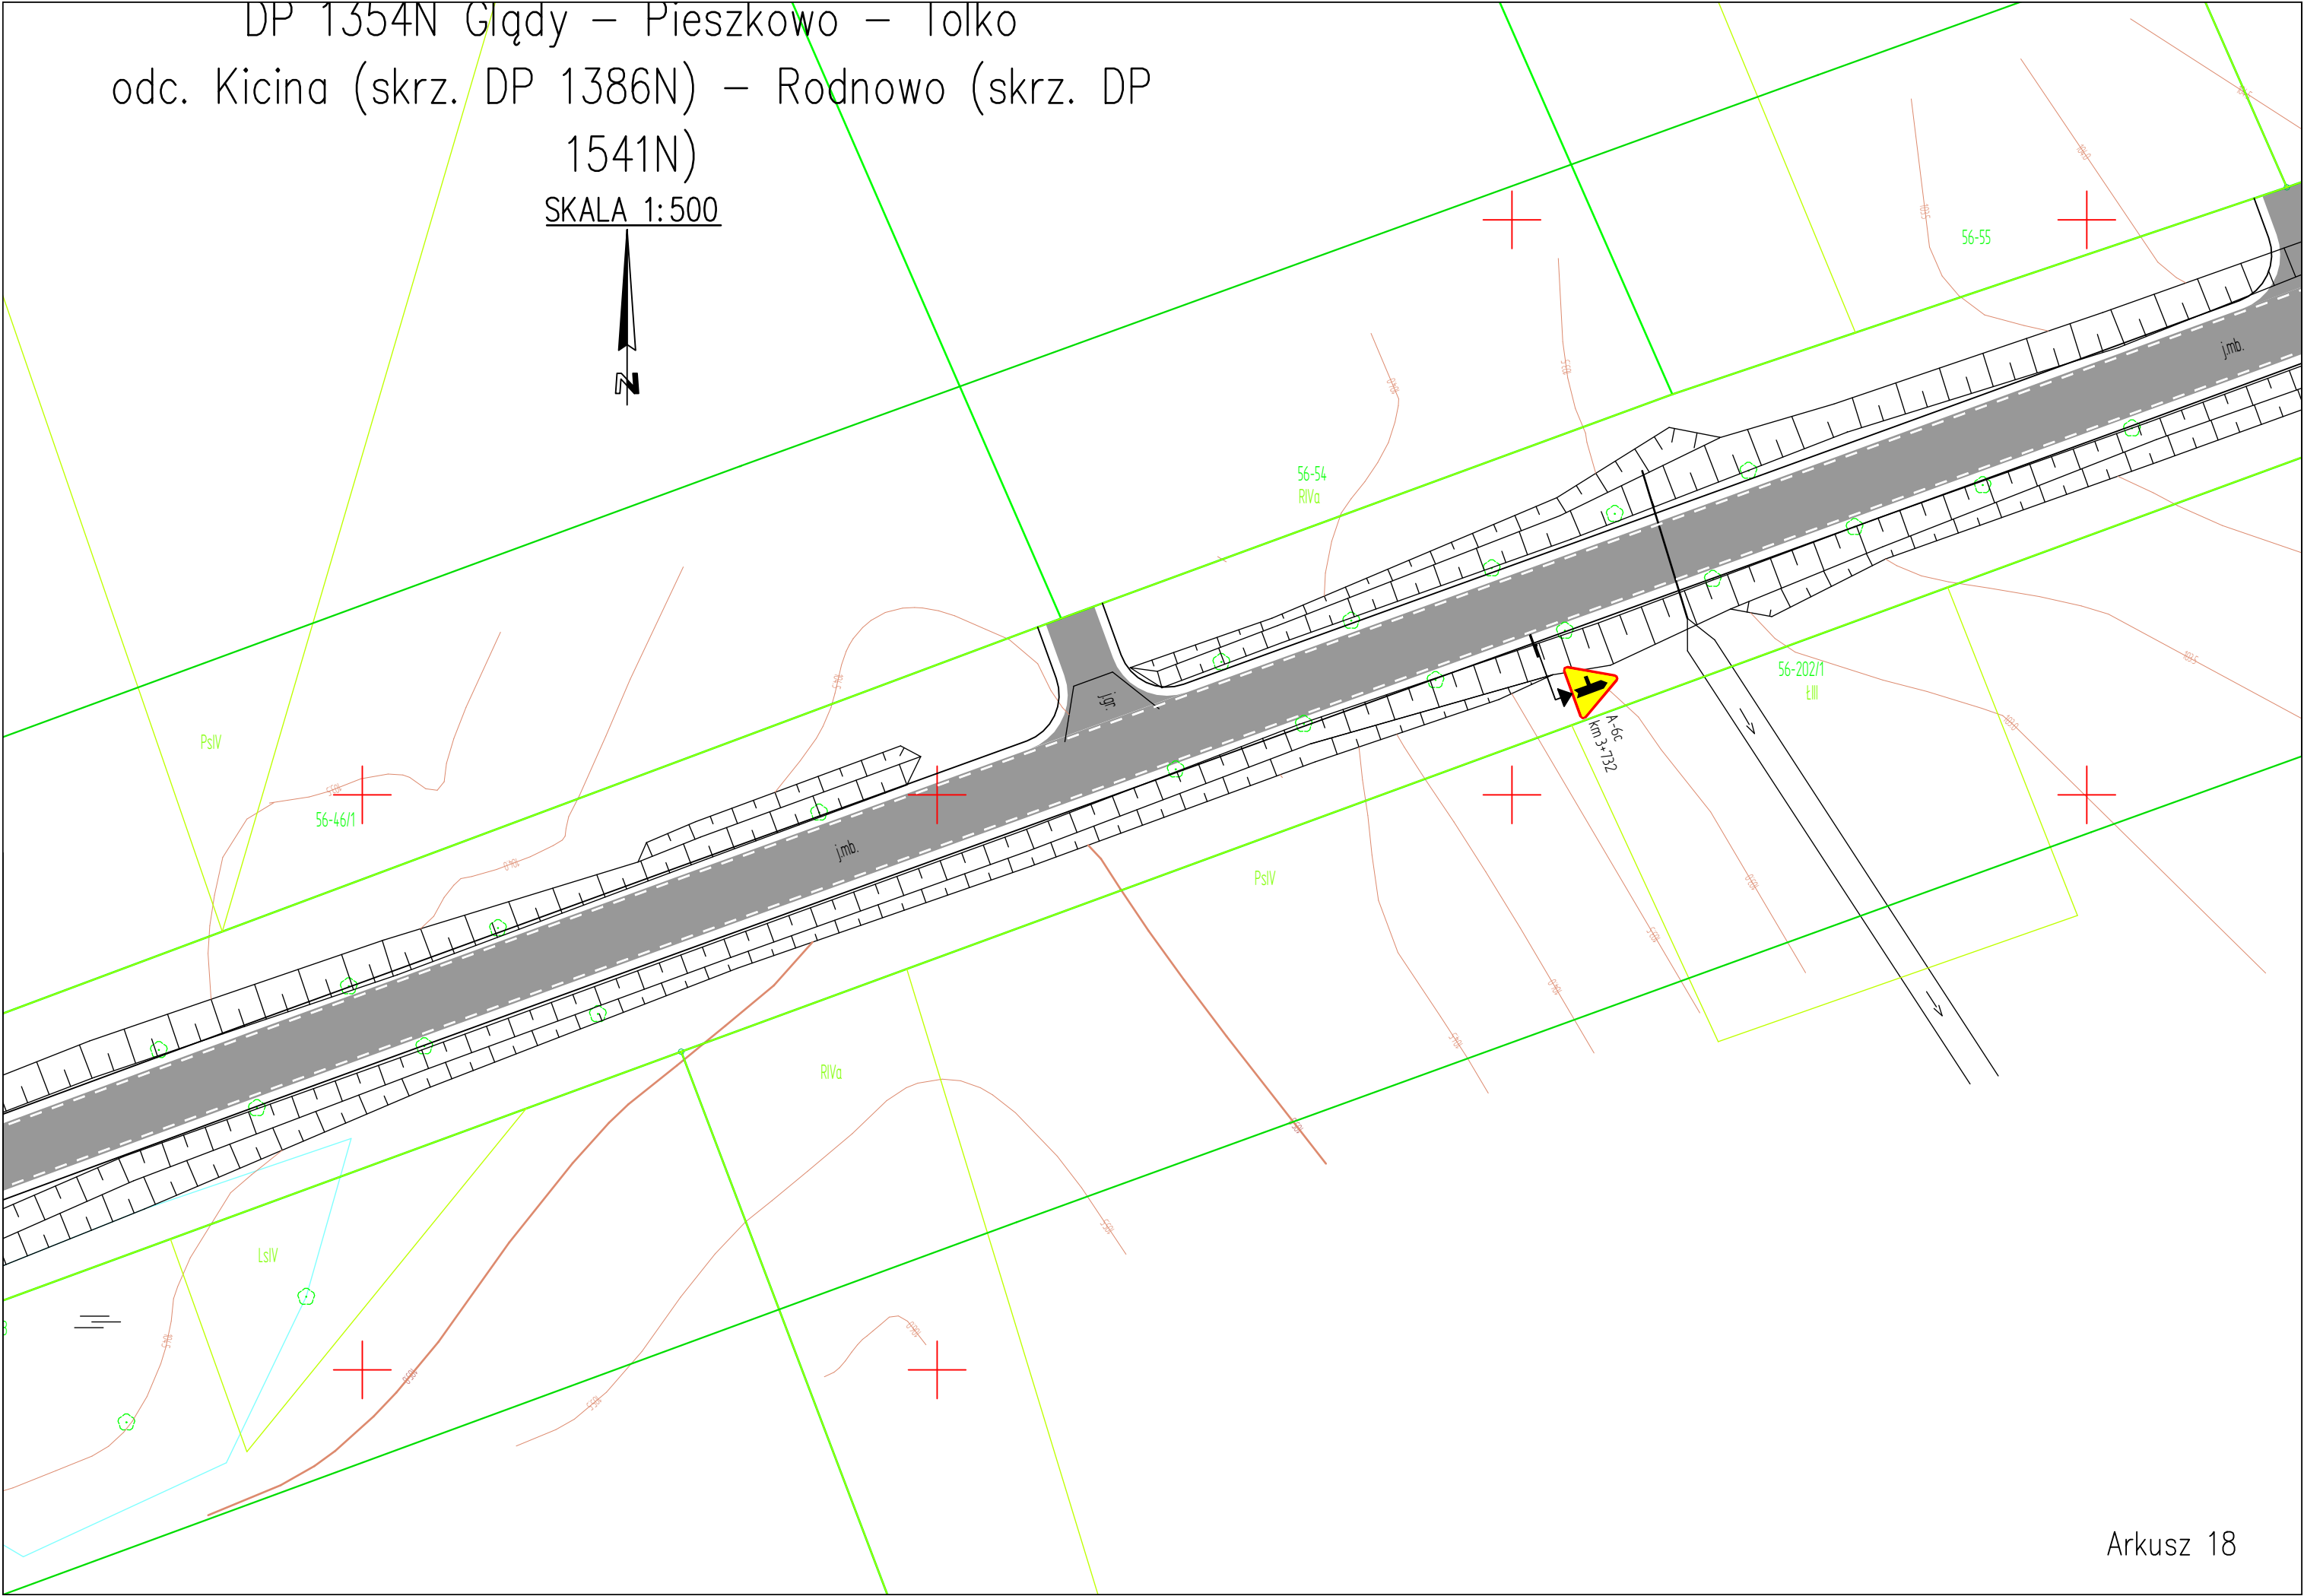 DP 1354N Glądy – Pieszkowo – Tolko
odc. Kicina (skrz. DP 1386N) – Rodnowo (skrz. DP
1541N)
SKALA 1:500
N
56-55
j.mb.
56-54
RIVa
56-202/1
ŁIII
j.gr.
A-6c
km 3+732
PsIV
56-46/1
j.mb.
PsIV
RIVa
LsIV
Arkusz 18